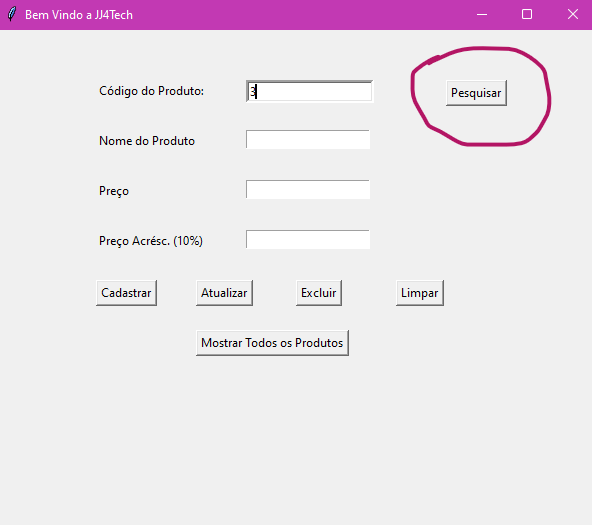 Bem Vindo a JJ4Tech
Código do Produto: 3 Pesquisar
Nome do Produto
Preço
Preço Acrésc. (10%)
Cadastrar Atualizar Excluir Limpar
Mostrar Todos os Produtos